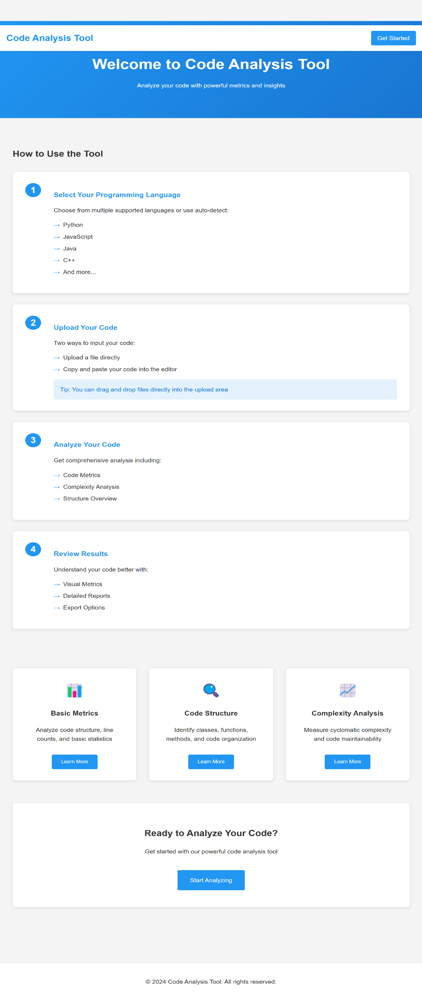 Code Analysis Tool
Get Started
Welcome to Code Analysis Tool
Analyze your code with powerful metrics and insights
How to Use the Tool
1
Select Your Programming Language
Choose from multiple supported languages or use auto-detect:
→ Python
→ JavaScript
→ Java
→ C++
→ And more...
2
Upload Your Code
Two ways to input your code:
→ Upload a file directly
→ Copy and paste your code into the editor
Tip: You can drag and drop files directly into the upload area
3
Analyze Your Code
Get comprehensive analysis including:
→ Code Metrics
→ Complexity Analysis
→ Structure Overview
4
Review Results
Understand your code better with:
→ Visual Metrics
→ Detailed Reports
→ Export Options
Basic Metrics
Analyze code structure, line
counts, and basic statistics
Learn More
Code Structure
Identify classes, functions,
methods, and code organization
Learn More
Complexity Analysis
Measure cyclomatic complexity
and code maintainability
Learn More
Ready to Analyze Your Code?
Get started with our powerful code analysis tool
Start Analyzing
© 2024 Code Analysis Tool. All rights reserved.